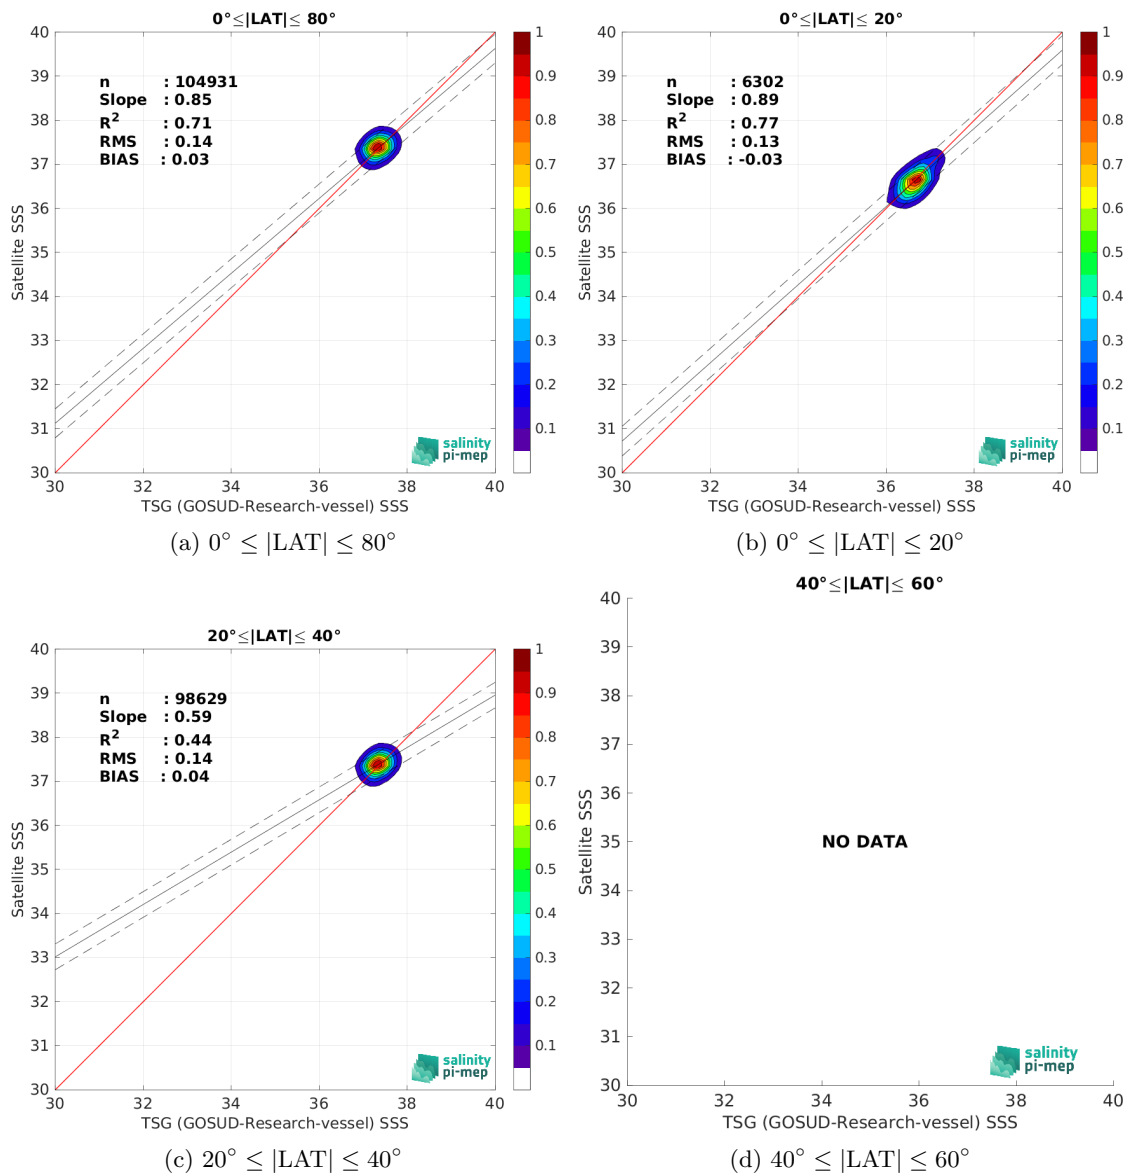 0°≤|LAT|≤ 80°
40
39
38
37
36
35
34
33
32
31
30
Satellite SSS
n : 104931
Slope : 0.85
R2 : 0.71
RMS : 0.14
BIAS : 0.03
1
0.9
0.8
0.7
0.6
0.5
0.4
0.3
0.2
0.1
salinity
pi-mep
30 32 34 36 38 40
TSG (GOSUD-Research-vessel) SSS
(a) 0° ≤ |LAT| ≤ 80°
0°≤|LAT|≤ 20°
40
39
38
37
36
35
34
33
32
31
30
Satellite SSS
n : 6302
Slope : 0.89
R2 : 0.77
RMS : 0.13
BIAS : -0.03
1
0.9
0.8
0.7
0.6
0.5
0.4
0.3
0.2
0.1
salinity
pi-mep
30 32 34 36 38 40
TSG (GOSUD-Research-vessel) SSS
(b) 0° ≤ |LAT| ≤ 20°
20°≤|LAT|≤ 40°
40
39
38
37
36
35
34
33
32
31
30
Satellite SSS
n : 98629
Slope : 0.59
R2 : 0.44
RMS : 0.14
BIAS : 0.04
1
0.9
0.8
0.7
0.6
0.5
0.4
0.3
0.2
0.1
salinity
pi-mep
30 32 34 36 38 40
TSG (GOSUD-Research-vessel) SSS
(c) 20° ≤ |LAT| ≤ 40°
40°≤|LAT|≤ 60°
40
39
38
37
36
35
34
33
32
31
30
Satellite SSS
NO DATA
salinity
pi-mep
30 32 34 36 38 40
TSG (GOSUD-Research-vessel) SSS
(d) 40° ≤ |LAT| ≤ 60°